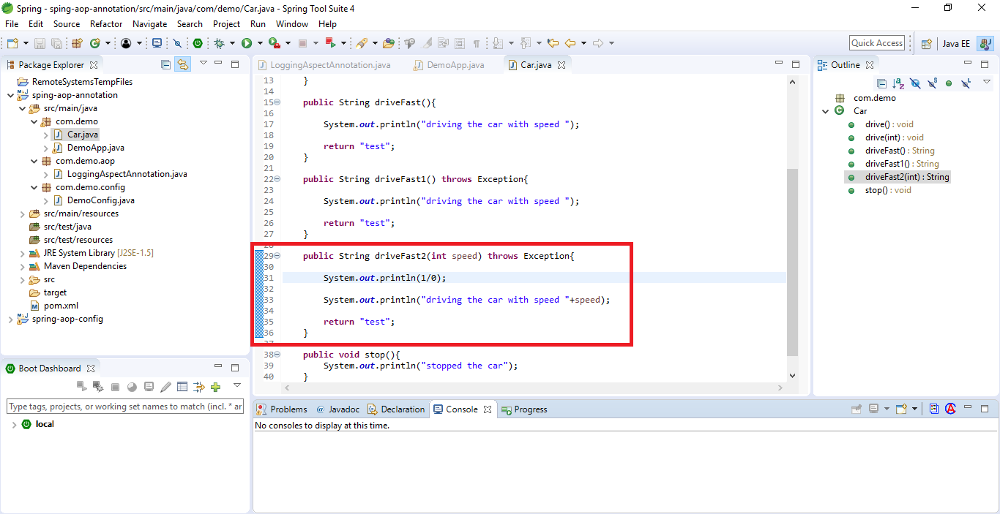 Spring - sping-aop-annotation/src/main/java/com/demo/Car.java - Spring Tool Suite 4
File Edit Source Refactor Navigate Search Project Run Window Help
Quick Access
Java EE
Package Explorer
RemoteSystemsTempFiles
sping-aop-annotation
src/main/java
com.demo
Car.java
DemoApp.java
com.demo.aop
LoggingAspectAnnotation.java
com.demo.config
DemoConfig.java
src/main/resources
src/test/java
src/test/resources
JRE System Library [J2SE-1.5]
Maven Dependencies
src
target
pom.xml
spring-aop-config
Boot Dashboard
Type tags, projects, or working set names to match (incl. * ar
local
LoggingAspectAnnotation.java DemoApp.java Car.java
13 }
14
15 public String driveFast(){
16
17 System.out.println("driving the car with speed ");
18
19 return "test";
20 }
21
22 public String driveFast1() throws Exception{
23
24 System.out.println("driving the car with speed ");
25
26 return "test";
27 }
28
29 public String driveFast2(int speed) throws Exception{
30
31 System.out.println(1/0);
32
33 System.out.println("driving the car with speed "+speed);
34
35 return "test";
36 }
37
38 public void stop(){
39 System.out.println("stopped the car");
40 }
Outline
com.demo
Car
drive() : void
drive(int) : void
driveFast() : String
driveFast1() : String
driveFast2(int) : String
stop() : void
Problems @ Javadoc Declaration Console Progress
No consoles to display at this time.